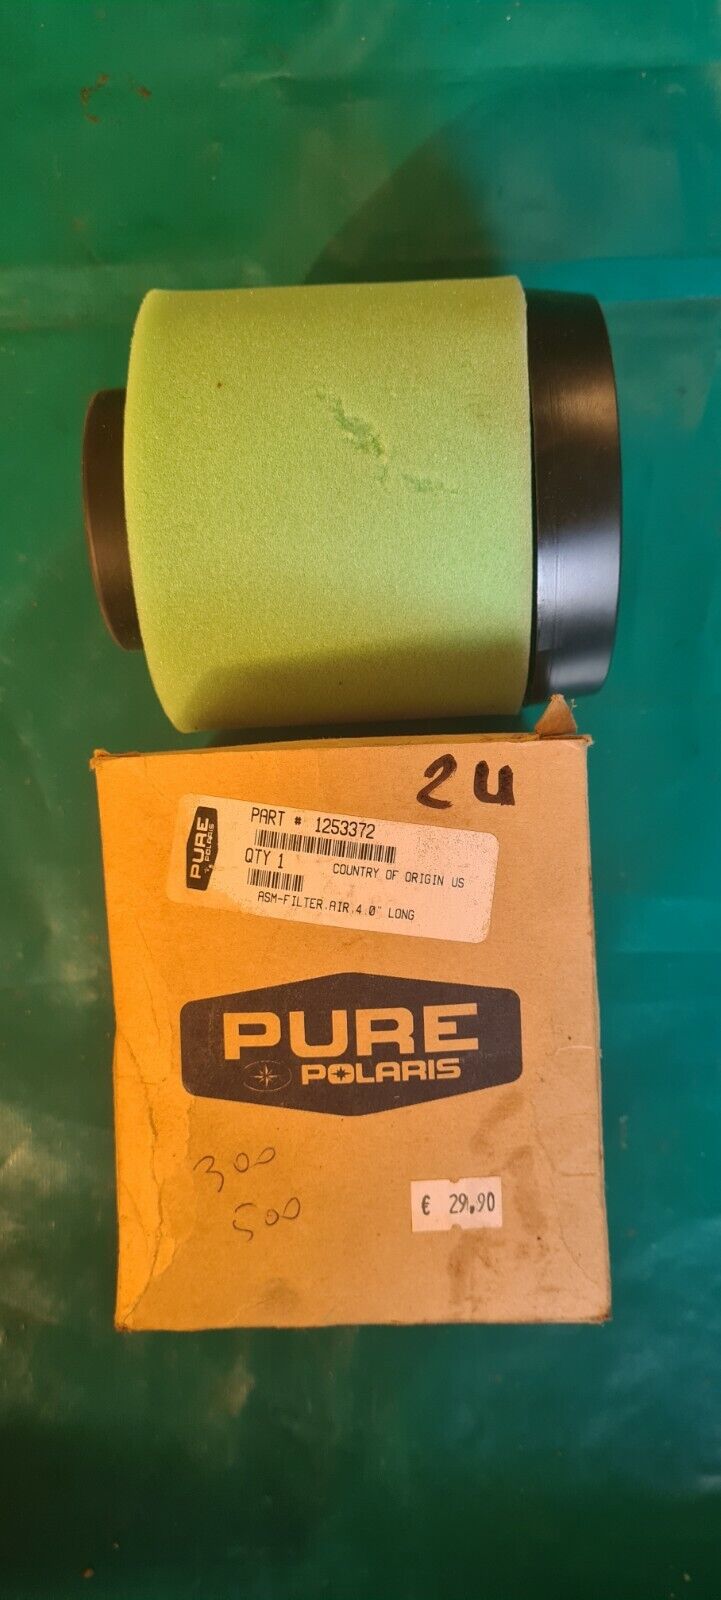 2u
PURE
POLARIS
PART # 1253372
QTY 1
COUNTRY OF ORIGIN US
ASM-FILTER,AIR,4.0" LONG
PURE
POLARIS
300
500
€ 29,90